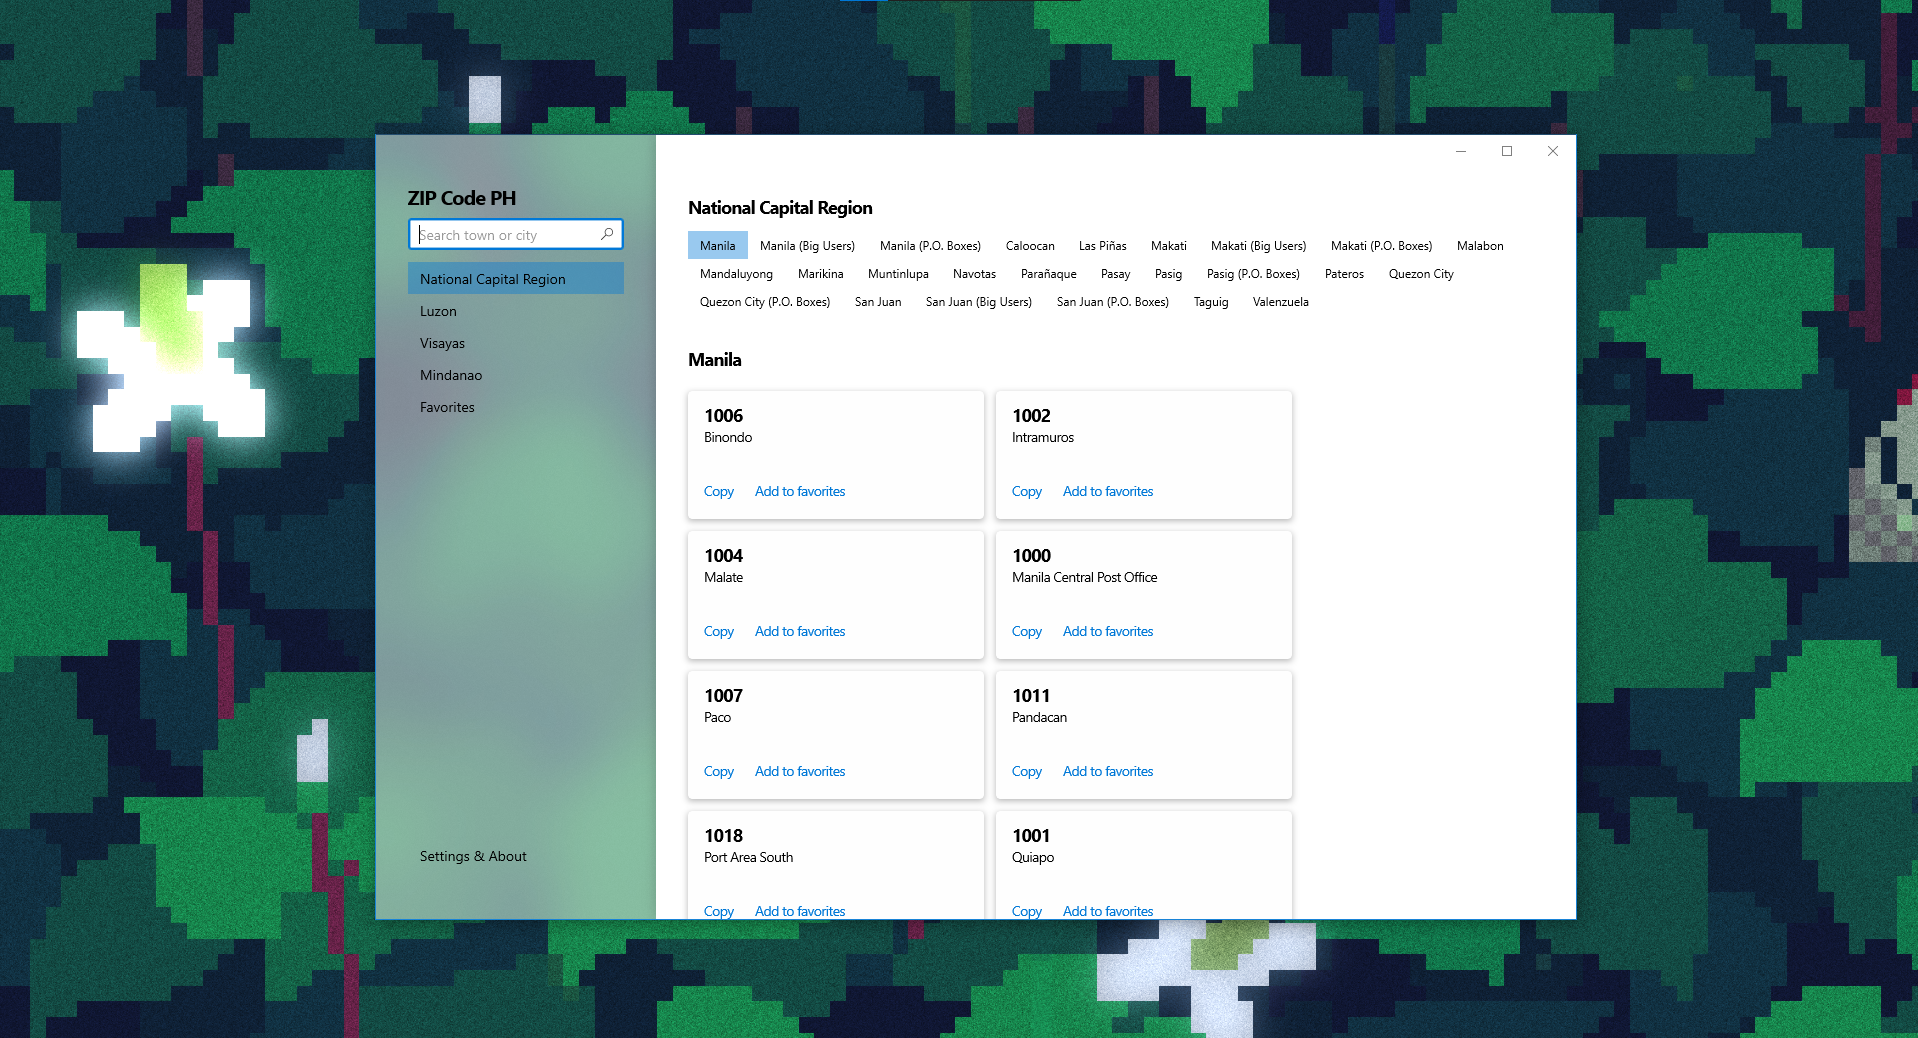 ZIP Code PH
Search town or city
National Capital Region
Luzon
Visayas
Mindanao
Favorites
Settings & About
National Capital Region
Manila Manila (Big Users) Manila (P.O. Boxes) Caloocan Las Piñas Makati Makati (Big Users) Makati (P.O. Boxes) Malabon
Mandaluyong Marikina Muntinlupa Navotas Parañaque Pasay Pasig Pasig (P.O. Boxes) Pateros Quezon City
Quezon City (P.O. Boxes) San Juan San Juan (Big Users) San Juan (P.O. Boxes) Taguig Valenzuela
Manila
1006
Binondo
Copy Add to favorites
1002
Intramuros
Copy Add to favorites
1004
Malate
Copy Add to favorites
1000
Manila Central Post Office
Copy Add to favorites
1007
Paco
Copy Add to favorites
1011
Pandacan
Copy Add to favorites
1018
Port Area South
Copy Add to favorites
1001
Quiapo
Copy Add to favorites